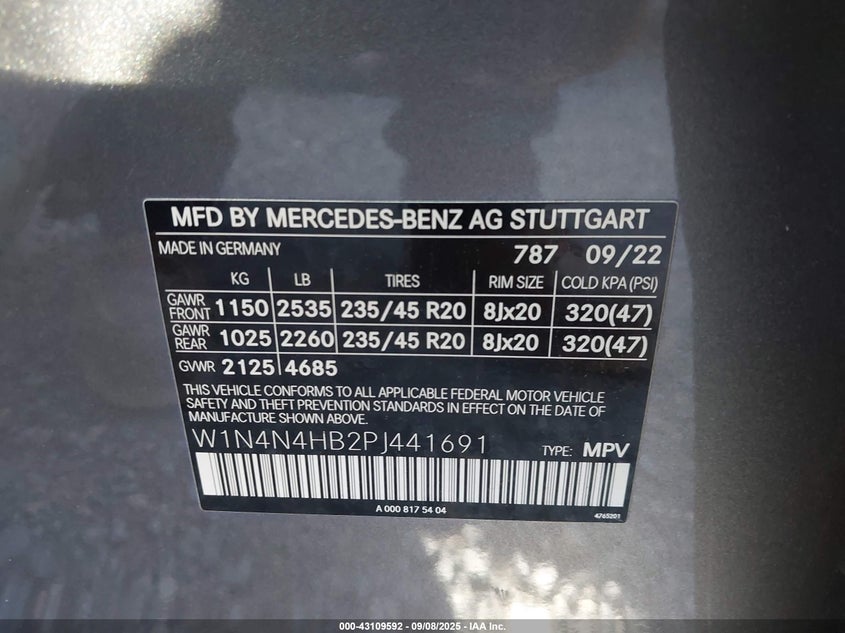 MFD BY MERCEDES-BENZ AG STUTTGART
MADE IN GERMANY 787 09/22
KG LB TIRES RIM SIZE COLD KPA (PSI)
GAWR FRONT 1150 2535 235/45 R20 8Jx20 320(47)
GAWR REAR 1025 2260 235/45 R20 8Jx20 320(47)
GVWR 2125 4685
THIS VEHICLE CONFORMS TO ALL APPLICABLE FEDERAL MOTOR VEHICLE
SAFETY AND THEFT PREVENTION STANDARDS IN EFFECT ON THE DATE OF
MANUFACTURE SHOWN ABOVE.
W1N4N4HB2PJ441691 TYPE: MPV
A 000 817 54 04 4765201
000-43109592 - 09/08/2025 - IAA Inc.